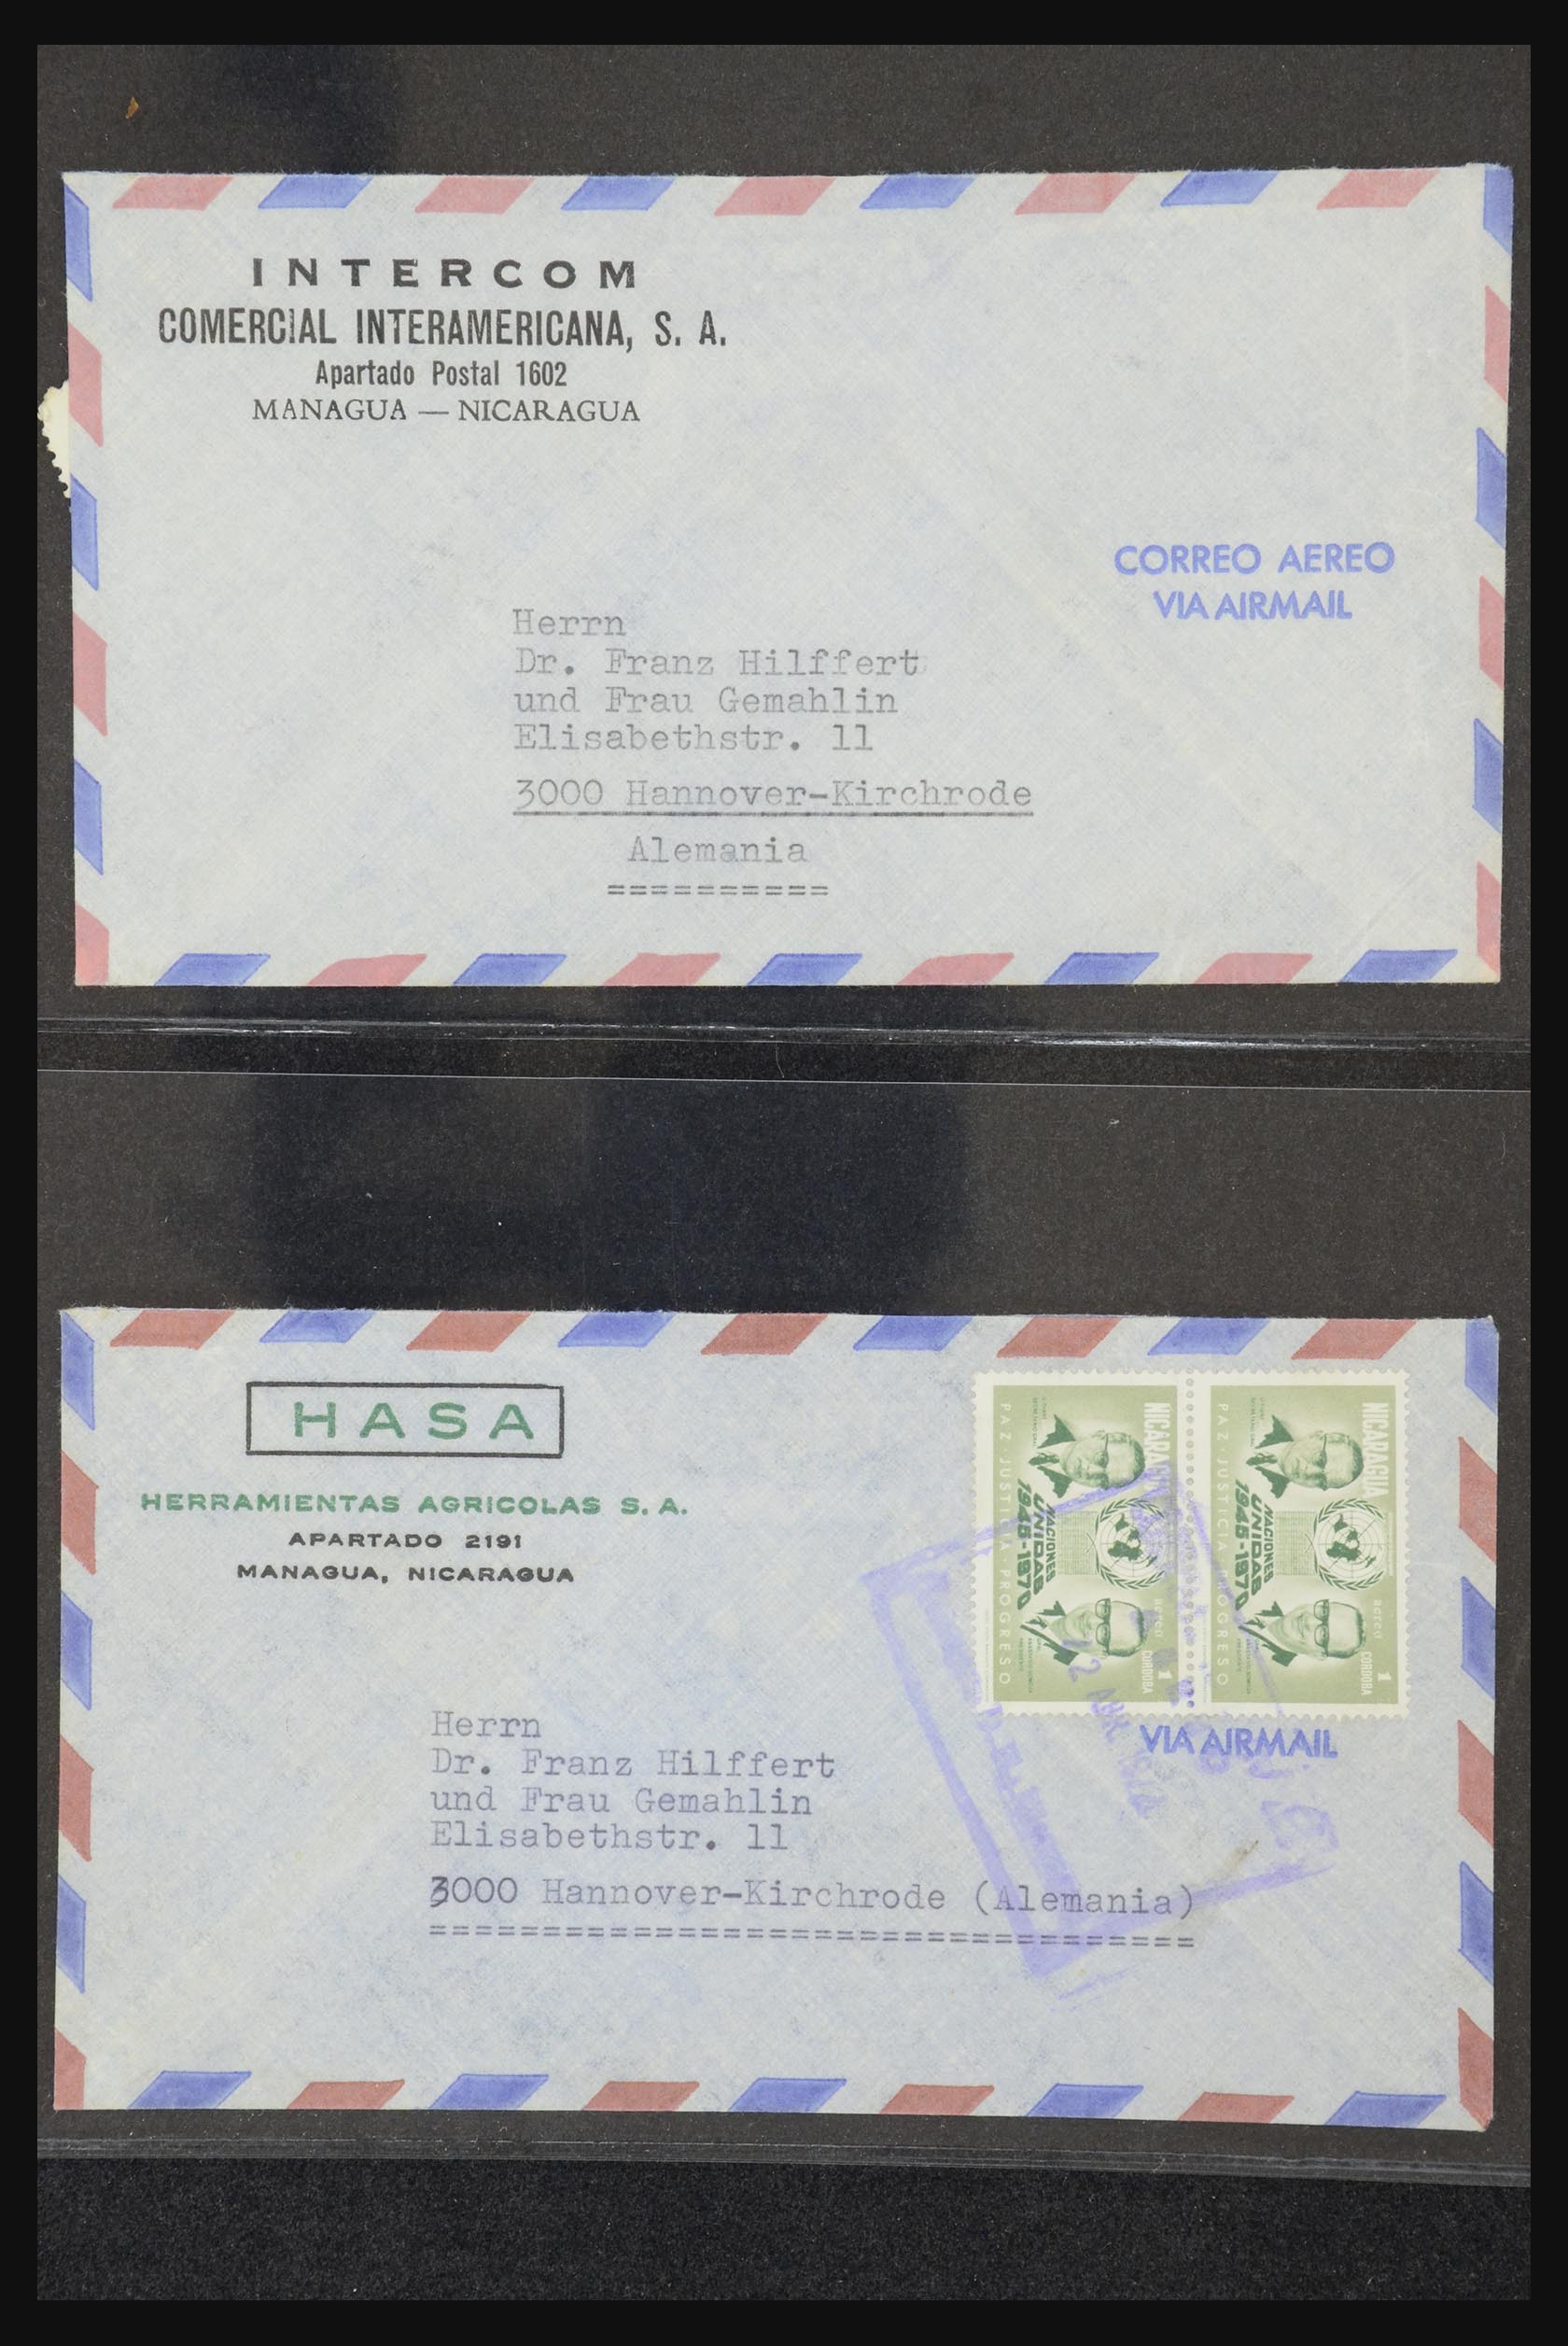 INTERCOM
COMERCIAL INTERAMERICANA, S. A.
Apartado Postal 1602
MANAGUA — NICARAGUA
CORREO AEREO
VIA AIRMAIL
Herrn
Dr. Franz Hilffert
und Frau Gemahlin
Elisabethstr. 11
3000 Hannover-Kirchrode
Alemania
==========
HASA
HERRAMIENTAS AGRICOLAS S. A.
APARTADO 2191
MANAGUA, NICARAGUA
NICARAGUA
aereo
1
CORDOBA
NACIONES
UNIDAS
1945-1970
PAZ·JUSTICIA·PROGRESO
NICARAGUA
aereo
1
CORDOBA
NACIONES
UNIDAS
1945-1970
PAZ·JUSTICIA PROGRESO
VIA AIRMAIL
Herrn
Dr. Franz Hilffert
und Frau Gemahlin
Elisabethstr. 11
3000 Hannover-Kirchrode (Alemania)
==================================